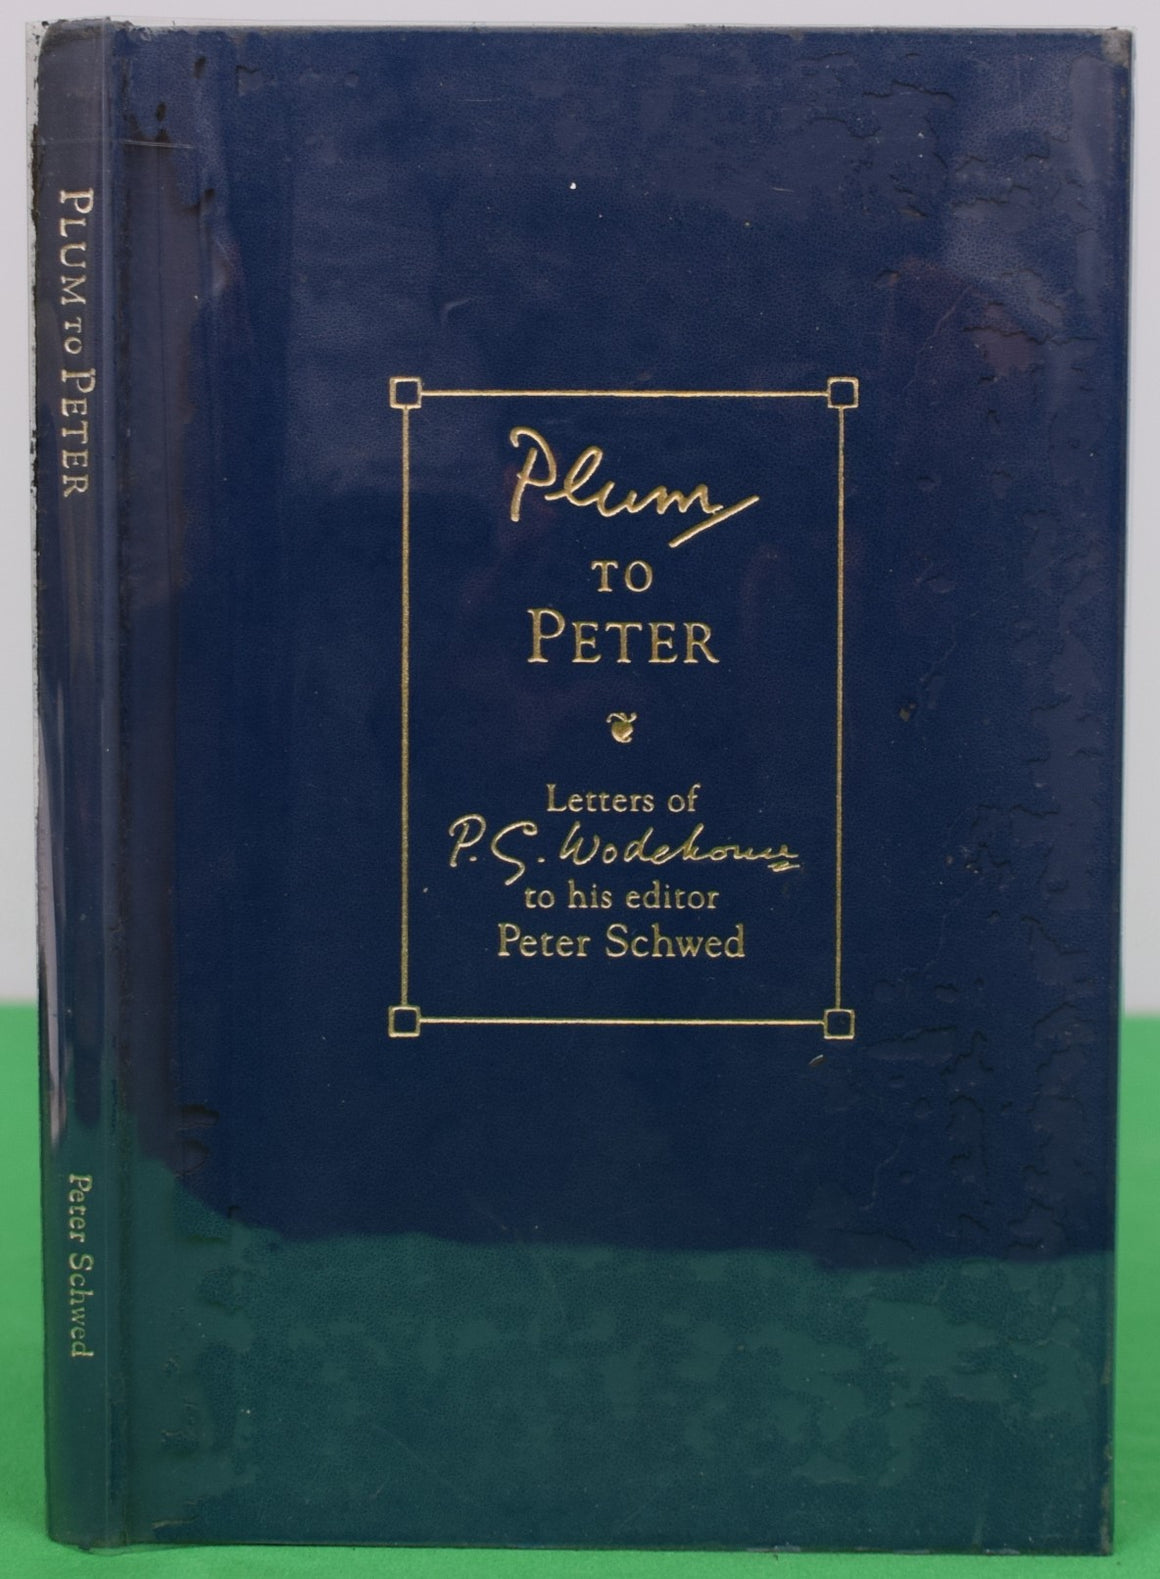 PLUM TO PETER
Peter Schwed
Plum
TO
PETER
Letters of
P. G. Wodehouse
to his editor
Peter Schwed